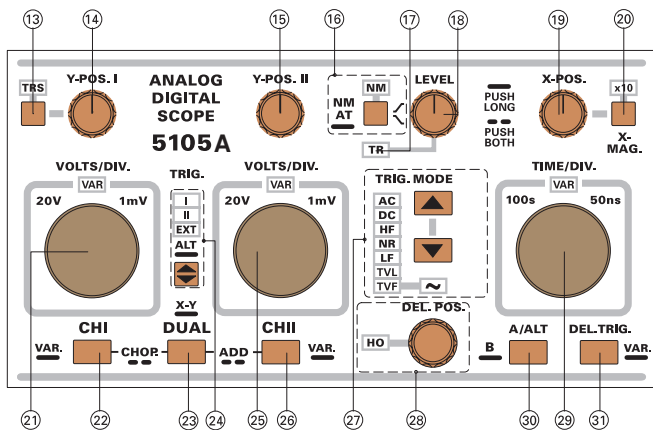 13 14 15 16 17 18 19 20
TRS Y-POS. I ANALOG DIGITAL SCOPE 5105A Y-POS. II NM AT NM LEVEL PUSH LONG PUSH BOTH X-POS. x10 X-MAG.
TR
VOLTS/DIV. TRIG. VOLTS/DIV. TRIG. MODE TIME/DIV.
VAR VAR VAR
20V 1mV 20V 1mV 100s 50ns
I
II
EXT
ALT
AC
DC
HF
NR
LF
TVL
TVF ~
X-Y
DEL. POS.
HO
CHI DUAL CHII A/ALT DEL.TRIG.
VAR. CHOP. ADD VAR. B VAR.
21 22 23 24 25 26 27 28 30 29 31